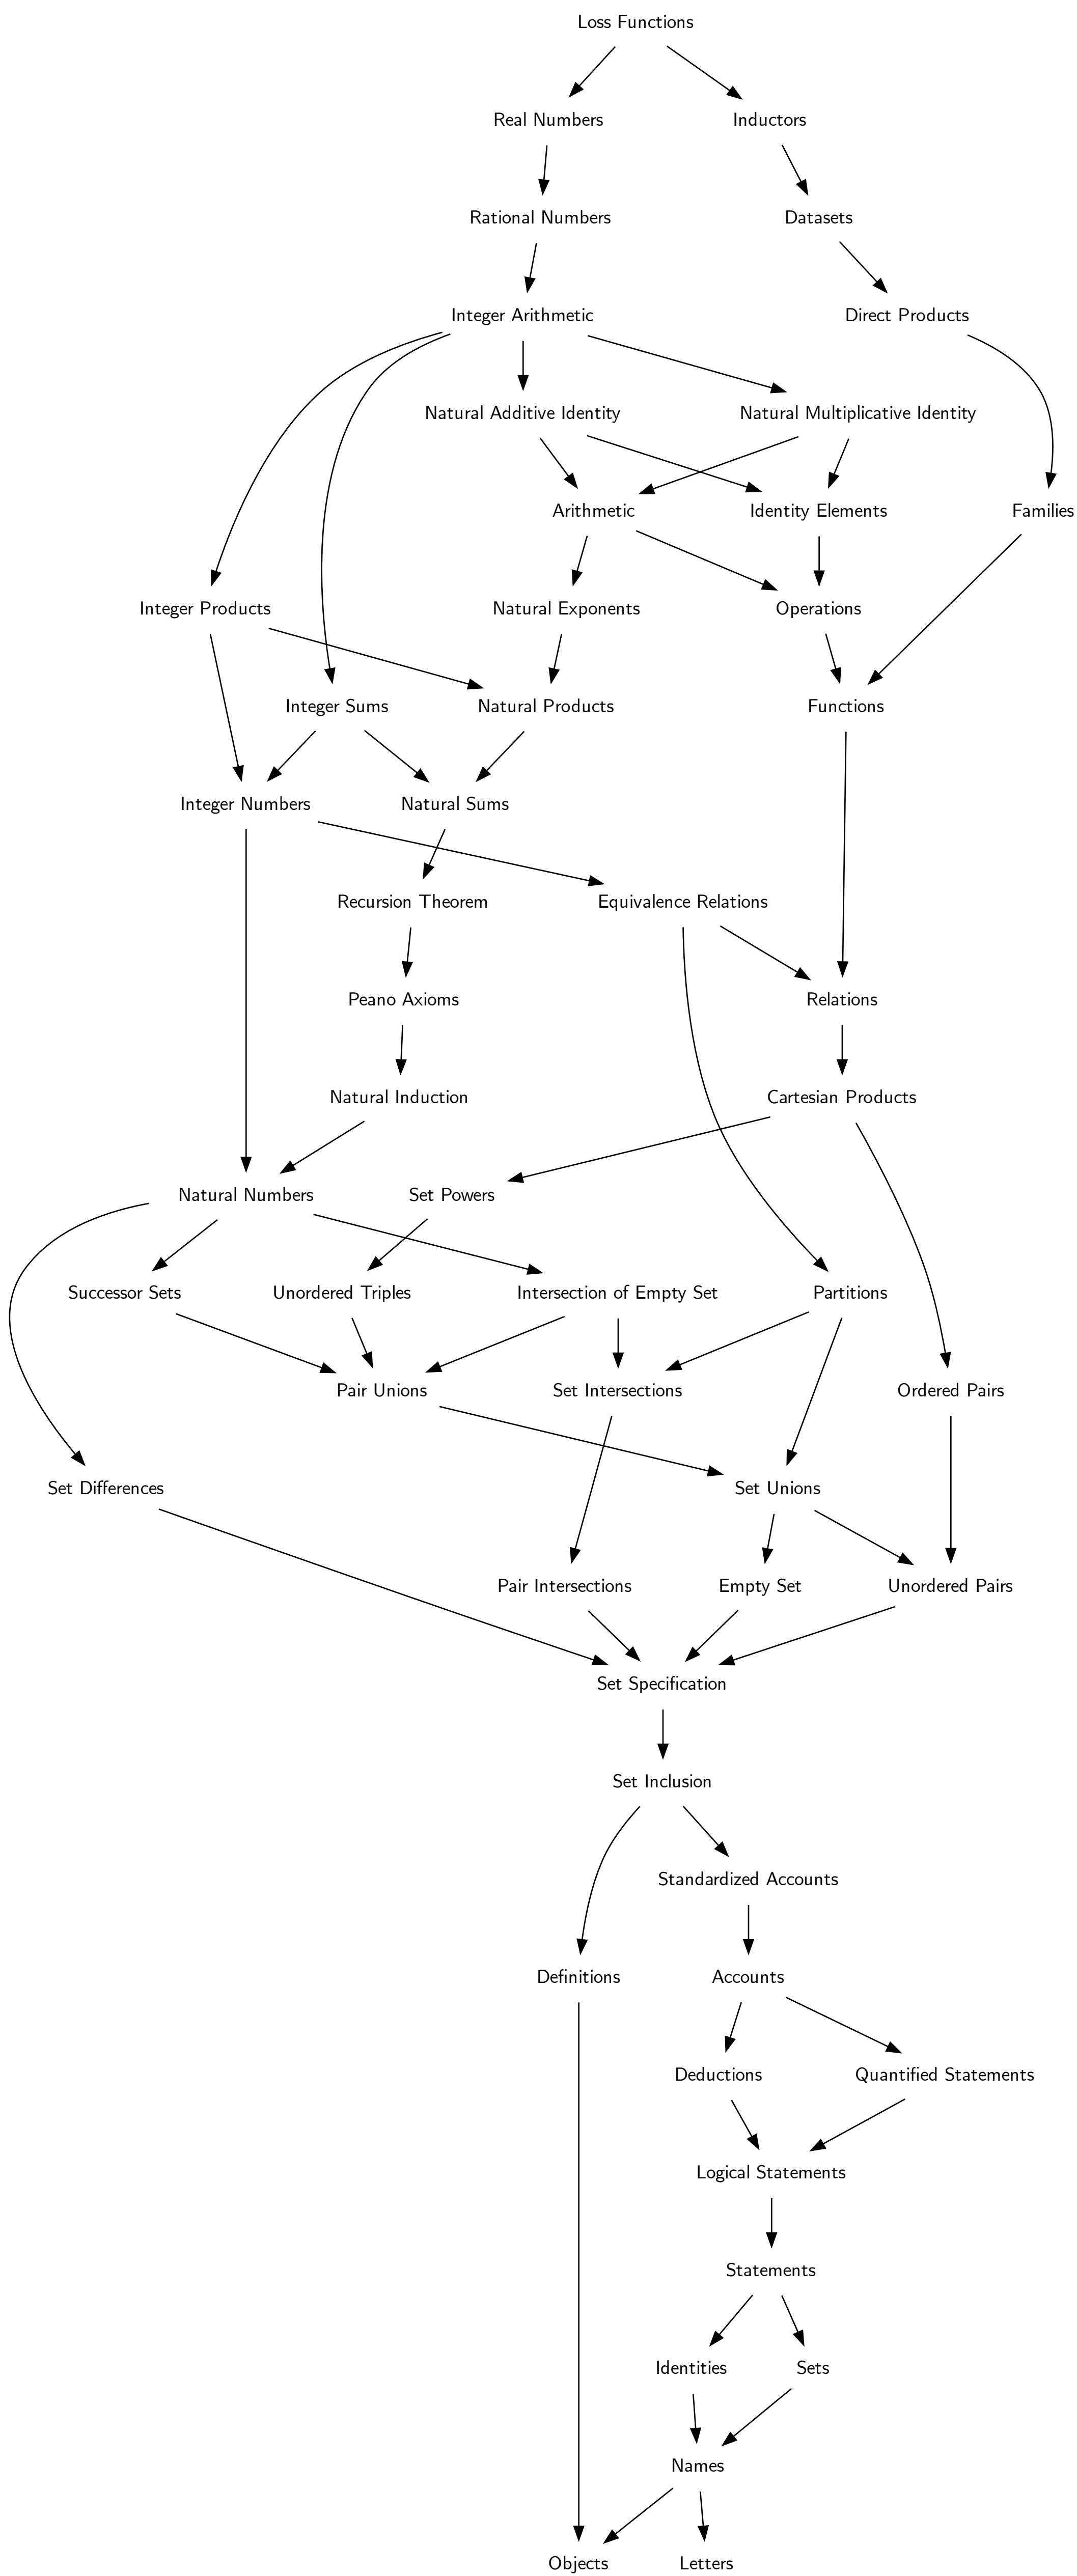 Loss Functions
Real Numbers
Inductors
Rational Numbers
Datasets
Integer Arithmetic
Direct Products
Natural Additive Identity
Natural Multiplicative Identity
Arithmetic
Identity Elements
Families
Integer Products
Natural Exponents
Operations
Integer Sums
Natural Products
Functions
Integer Numbers
Natural Sums
Recursion Theorem
Equivalence Relations
Peano Axioms
Relations
Natural Induction
Cartesian Products
Natural Numbers
Set Powers
Successor Sets
Unordered Triples
Intersection of Empty Set
Partitions
Pair Unions
Set Intersections
Ordered Pairs
Set Differences
Set Unions
Pair Intersections
Empty Set
Unordered Pairs
Set Specification
Set Inclusion
Standardized Accounts
Definitions
Accounts
Deductions
Quantified Statements
Logical Statements
Statements
Identities
Sets
Names
Objects
Letters